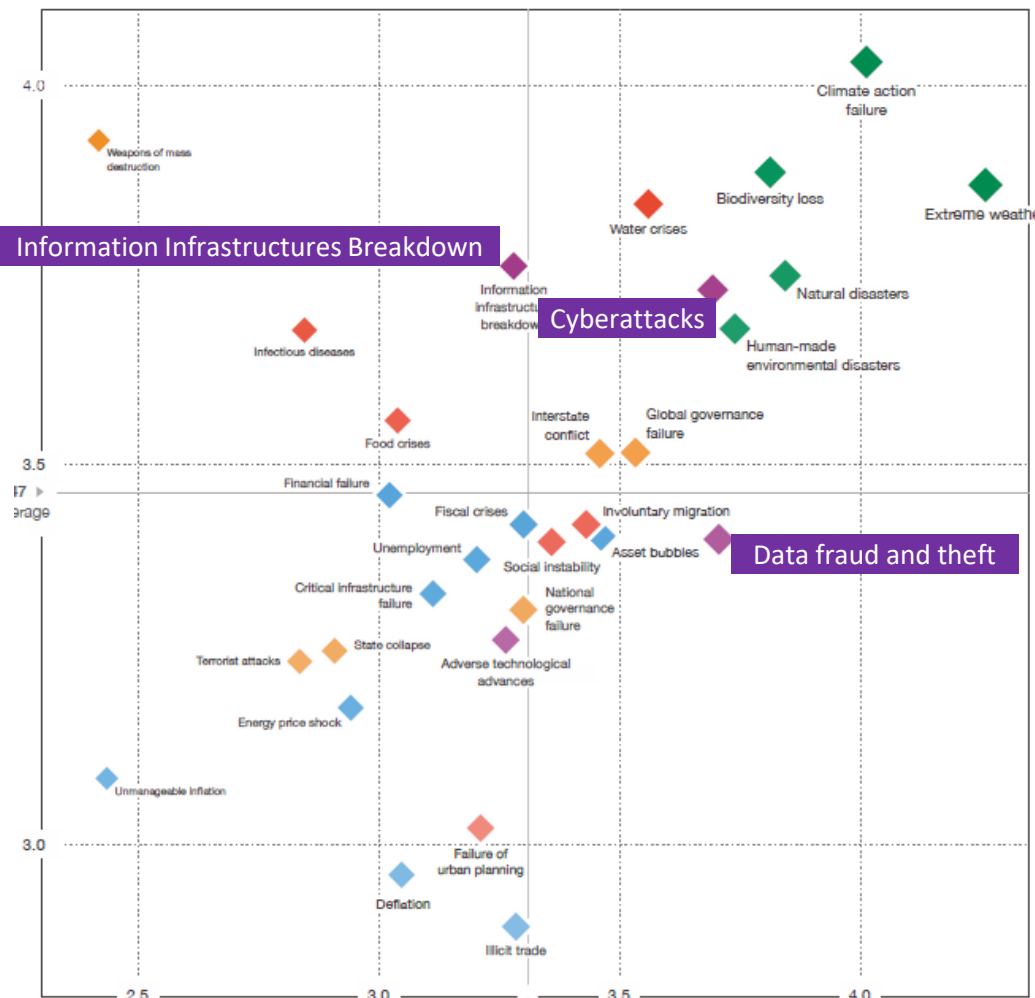 4.0
Climate action
failure
Weapons of mass
destruction
Biodiversity loss
Extreme weathe
Water crises
Information Infrastructures Breakdown
Information
infrastructu
breakdow
Cyberattacks
Natural disasters
Human-made
environmental disasters
Infectious diseases
Food crises
Interstate
conflict
Global governance
failure
3.5
Financial failure
47
erage
Fiscal crises
Involuntary migration
Unemployment
Social instability
Asset bubbles
Data fraud and theft
Critical infrastructure
failure
National
governance
failure
State collapse
Terrorist attacks
Adverse technological
advances
Energy price shock
Unmanageable inflation
3.0
Failure of
urban planning
Deflation
Illicit trade
2.5 3.0 3.5 4.0